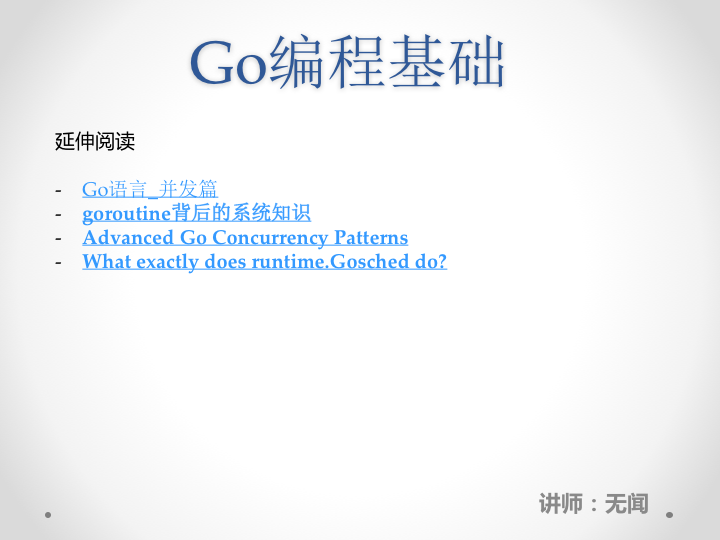 Go编程基础
延伸阅读
- Go语言_并发篇
- goroutine背后的系统知识
- Advanced Go Concurrency Patterns
- What exactly does runtime.Gosched do?
讲师：无闻